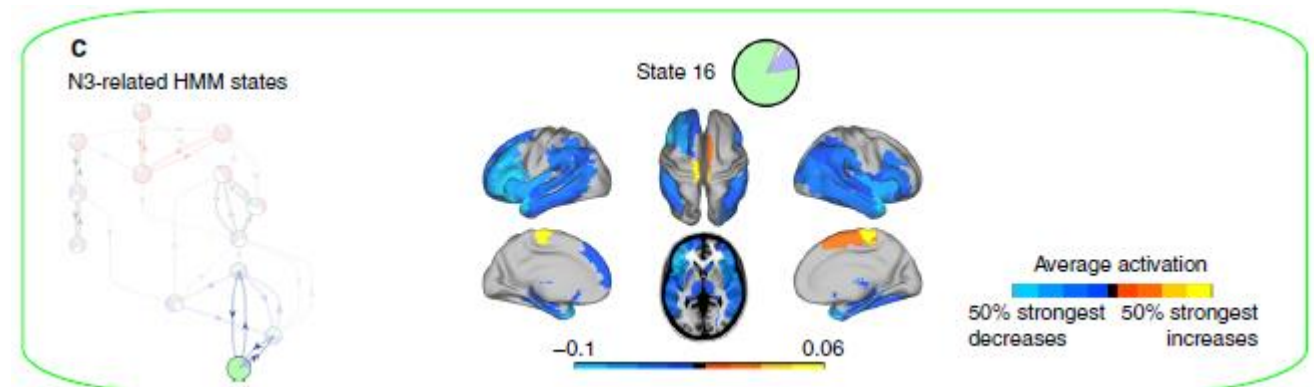 C
N3-related HMM states
State 16
Average activation
50% strongest 50% strongest
decreases increases
–0.1 0.06